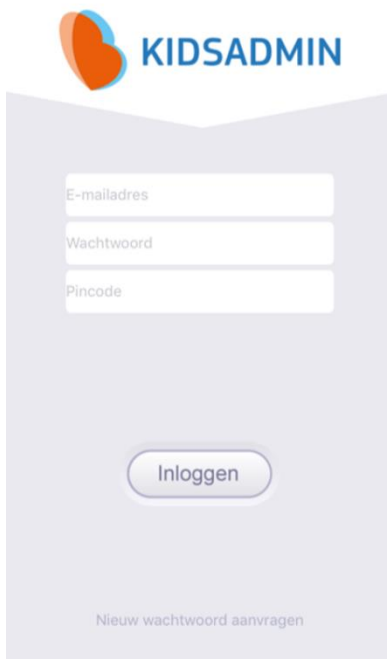 KIDSADMIN
E-mailadres
Wachtwoord
Pincode
Inloggen
Nieuw wachtwoord aanvragen